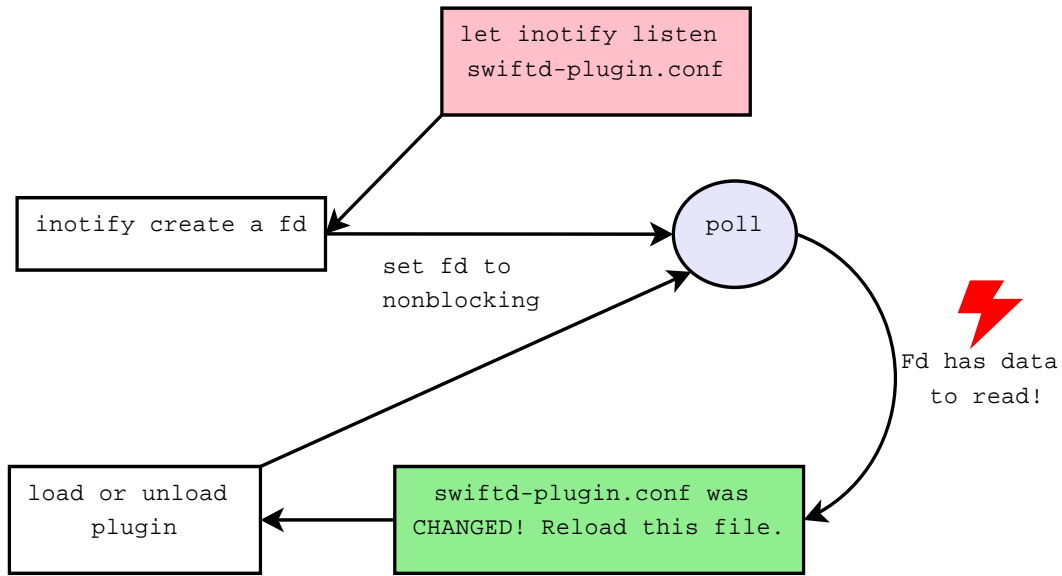 let inotify listen
swiftd-plugin.conf
inotify create a fd
poll
set fd to
nonblocking
Fd has data
to read!
load or unload
plugin
swiftd-plugin.conf was
CHANGED! Reload this file.